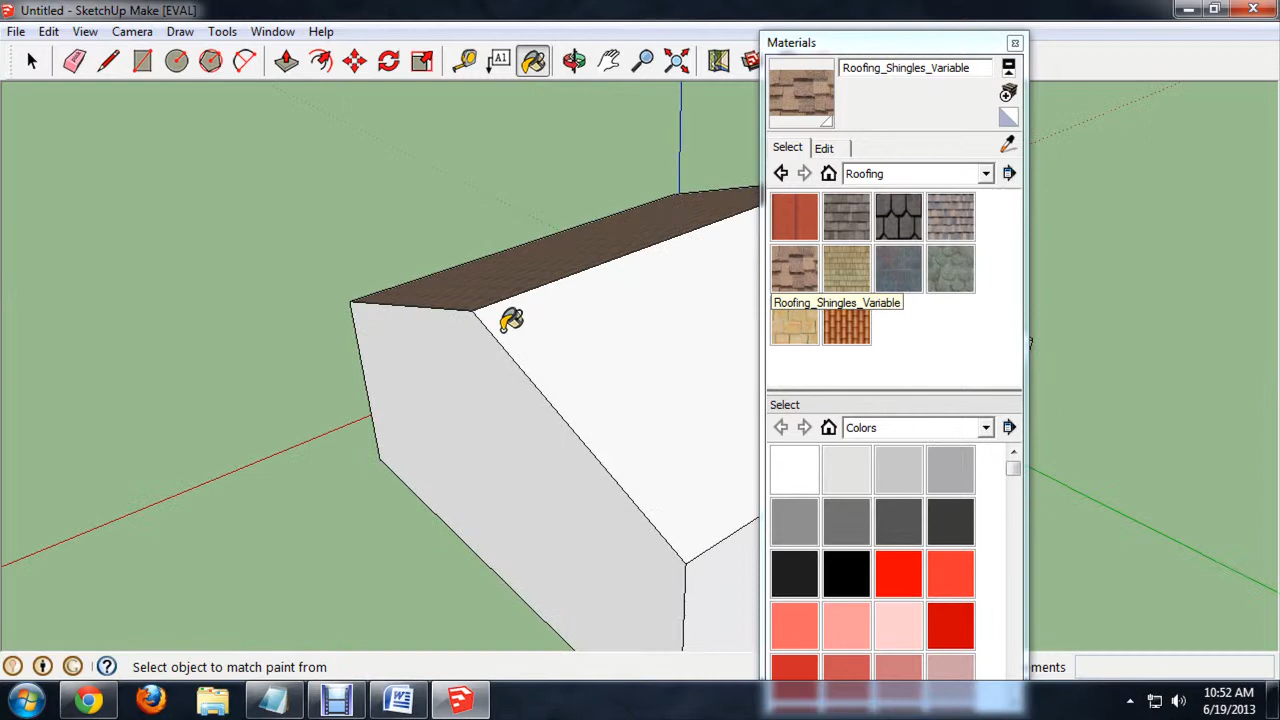 Untitled - SketchUp Make [EVAL]
File Edit View Camera Draw Tools Window Help
A1
Materials
Roofing_Shingles_Variable
Select Edit
Roofing
Roofing_Shingles_Variable
Select
Colors
Select object to match paint from
ments
10:52 AM
6/19/2013